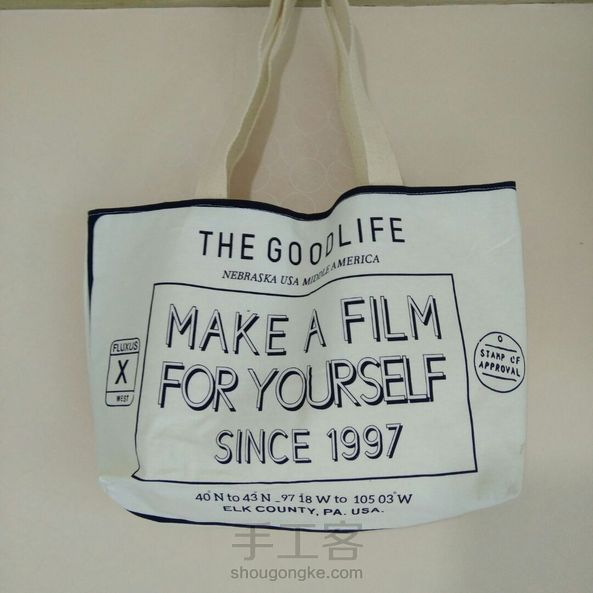 THE GOODLIFE
NEBRASKA USA MIDDLE AMERICA
MAKE A FILM
FOR YOURSELF
SINCE 1997
FLUXUS
X
WEST
STAMP OF
APPROVAL
40°N to 43°N -97 18 W to 105 03°W
ELK COUNTY, PA. USA.
手工客
shougongke.com